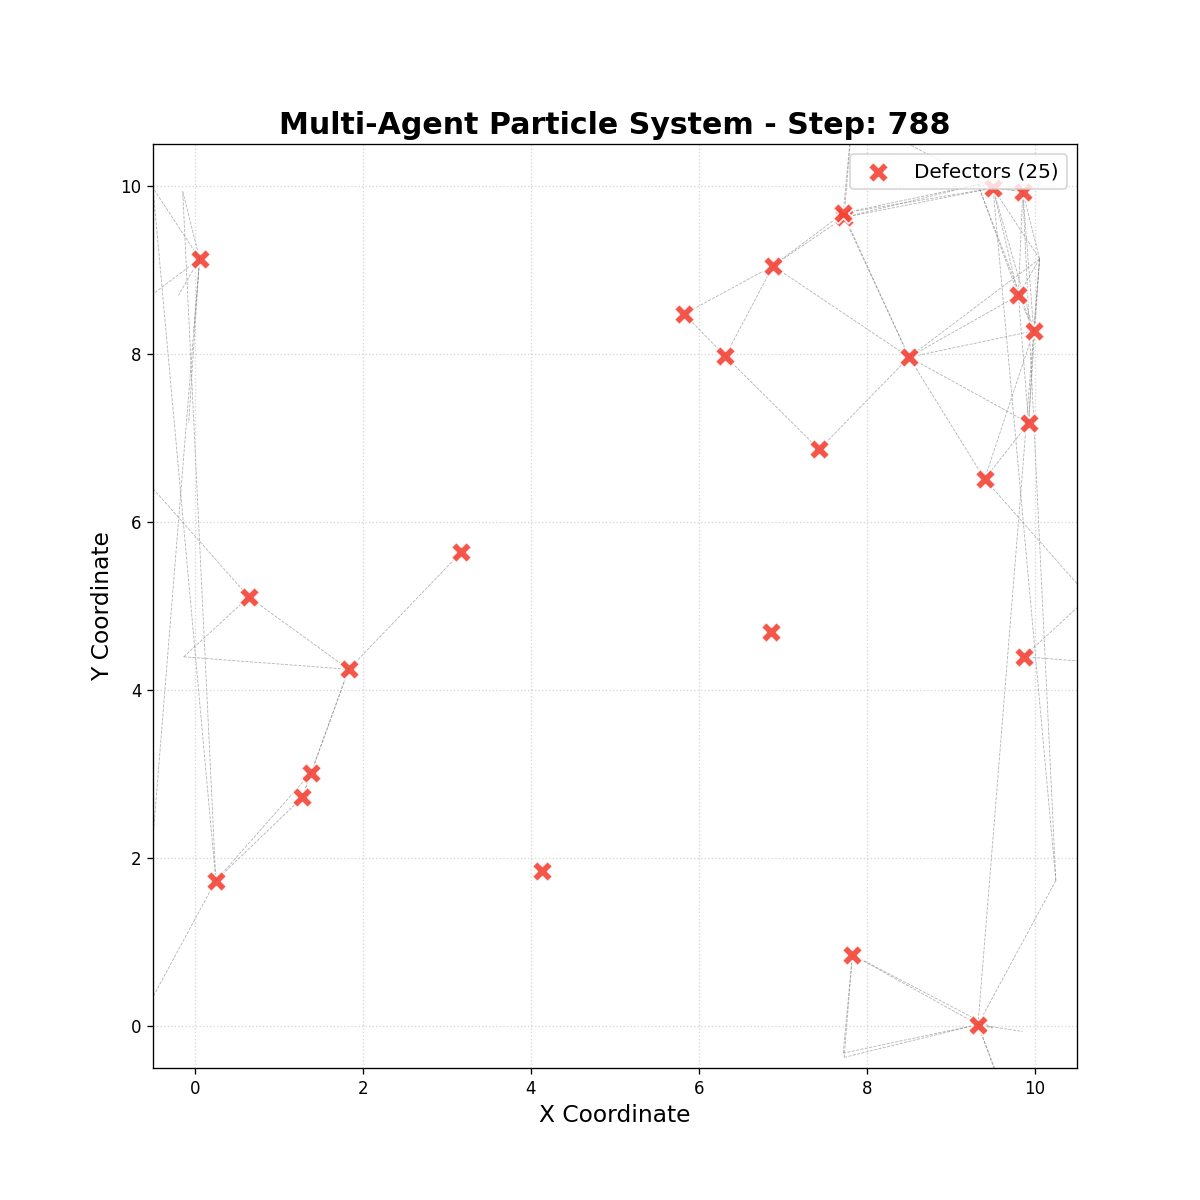 Multi-Agent Particle System - Step: 788
Defectors (25)
10
8
6
4
2
0
Y Coordinate
0 2 4 6 8 10
X Coordinate